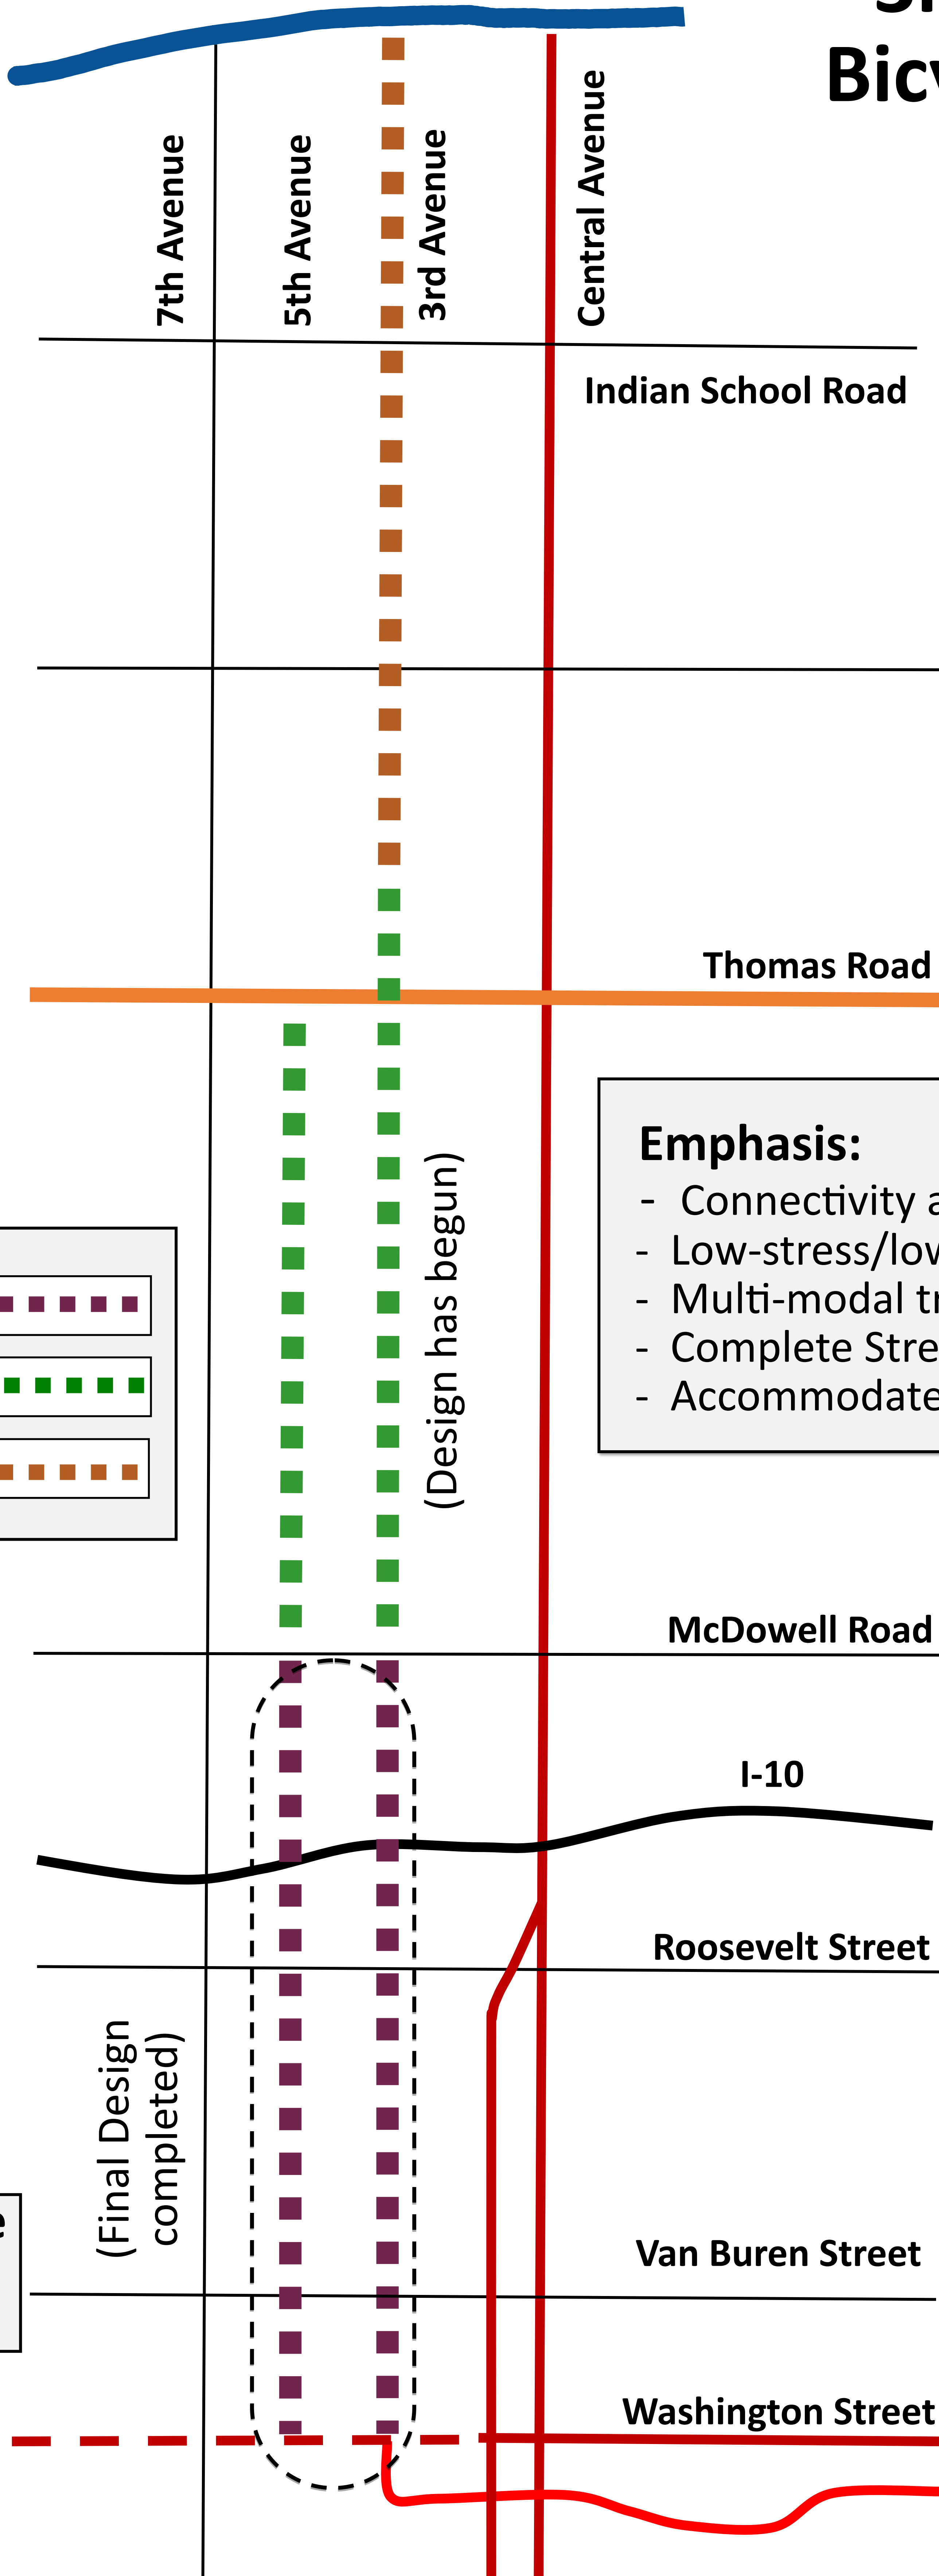 Bicy
7th Avenue
5th Avenue
3rd Avenue
Central Avenue
Indian School Road
Thomas Road
Emphasis:
- Connectivity a
- Low-stress/low
- Multi-modal tr
- Complete Stre
- Accommodate
(Design has begun)
McDowell Road
I-10
Roosevelt Street
(Final Design
completed)
Van Buren Street
Washington Street